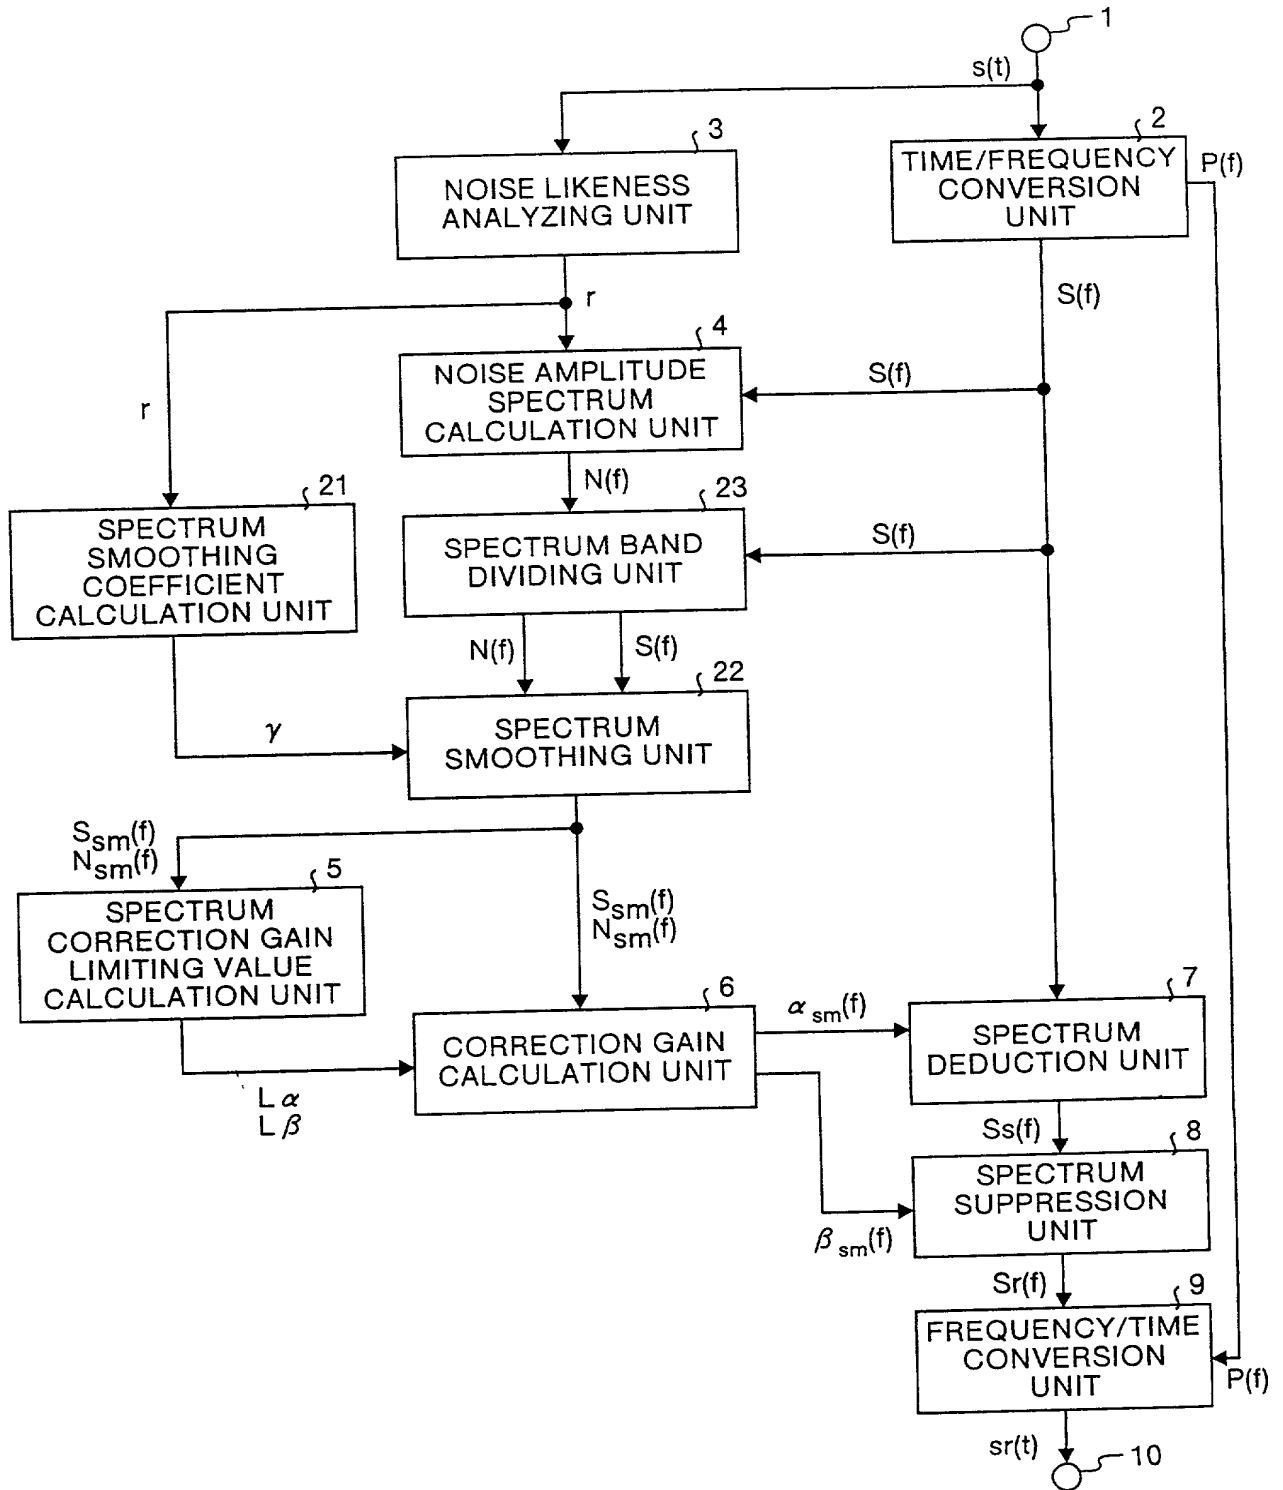 1
s(t)
2
TIME/FREQUENCY
CONVERSION
UNIT
P(f)
3
NOISE LIKENESS
ANALYZING UNIT
S(f)
r
r
4
NOISE AMPLITUDE
SPECTRUM
CALCULATION UNIT
S(f)
N(f)
21
SPECTRUM
SMOOTHING
COEFFICIENT
CALCULATION UNIT
23
SPECTRUM BAND
DIVIDING UNIT
S(f)
N(f)
S(f)
22
SPECTRUM
SMOOTHING UNIT
γ
Ssm(f)
Nsm(f)
5
SPECTRUM
CORRECTION GAIN
LIMITING VALUE
CALCULATION UNIT
Ssm(f)
Nsm(f)
Lα
Lβ
6
CORRECTION GAIN
CALCULATION UNIT
αsm(f)
7
SPECTRUM
DEDUCTION UNIT
Ss(f)
8
SPECTRUM
SUPPRESSION
UNIT
βsm(f)
Sr(f)
9
FREQUENCY/TIME
CONVERSION
UNIT
P(f)
sr(t)
10